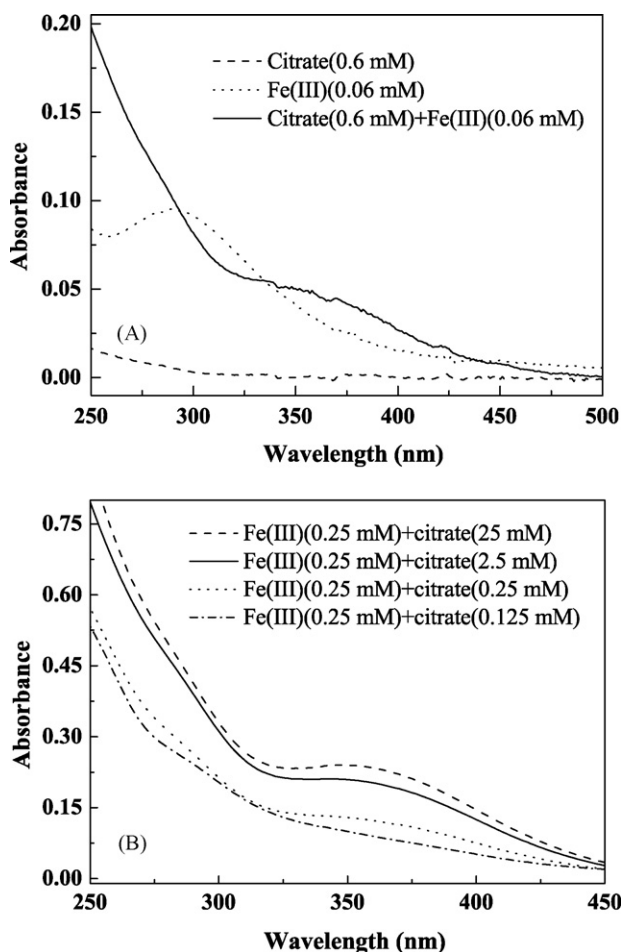 0.20
0.15
0.10
0.05
0.00
Absorbance
Citrate(0.6 mM)
Fe(III)(0.06 mM)
Citrate(0.6 mM)+Fe(III)(0.06 mM)
(A)
250 300 350 400 450 500
Wavelength (nm)
0.75
0.60
0.45
0.30
0.15
0.00
Absorbance
Fe(III)(0.25 mM)+citrate(25 mM)
Fe(III)(0.25 mM)+citrate(2.5 mM)
Fe(III)(0.25 mM)+citrate(0.25 mM)
Fe(III)(0.25 mM)+citrate(0.125 mM)
(B)
250 300 350 400 450
Wavelength (nm)